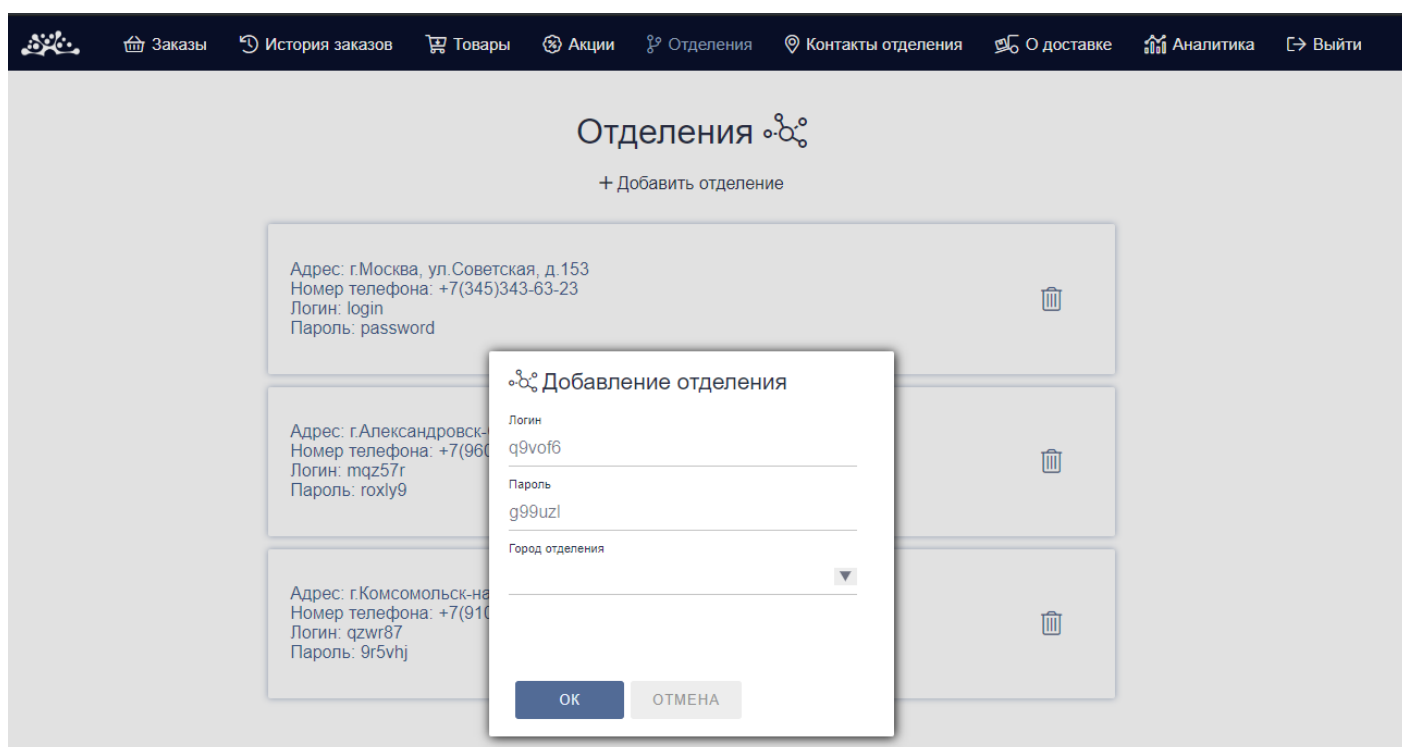 Заказы История заказов Товары Акции Отделения Контакты отделения О доставке Аналитика Выйти
Отделения
+ Добавить отделение
Адрес: г.Москва, ул.Советская, д.153
Номер телефона: +7(345)343-63-23
Логин: login
Пароль: password
Адрес: г.Александровск-
Номер телефона: +7(960
Логин: mqz57r
Пароль: roxly9
Адрес: г.Комсомольск-на
Номер телефона: +7(910
Логин: qzwr87
Пароль: 9r5vhj
Добавление отделения
Логин
q9vof6
Пароль
g99uzl
Город отделения
ОК ОТМЕНА